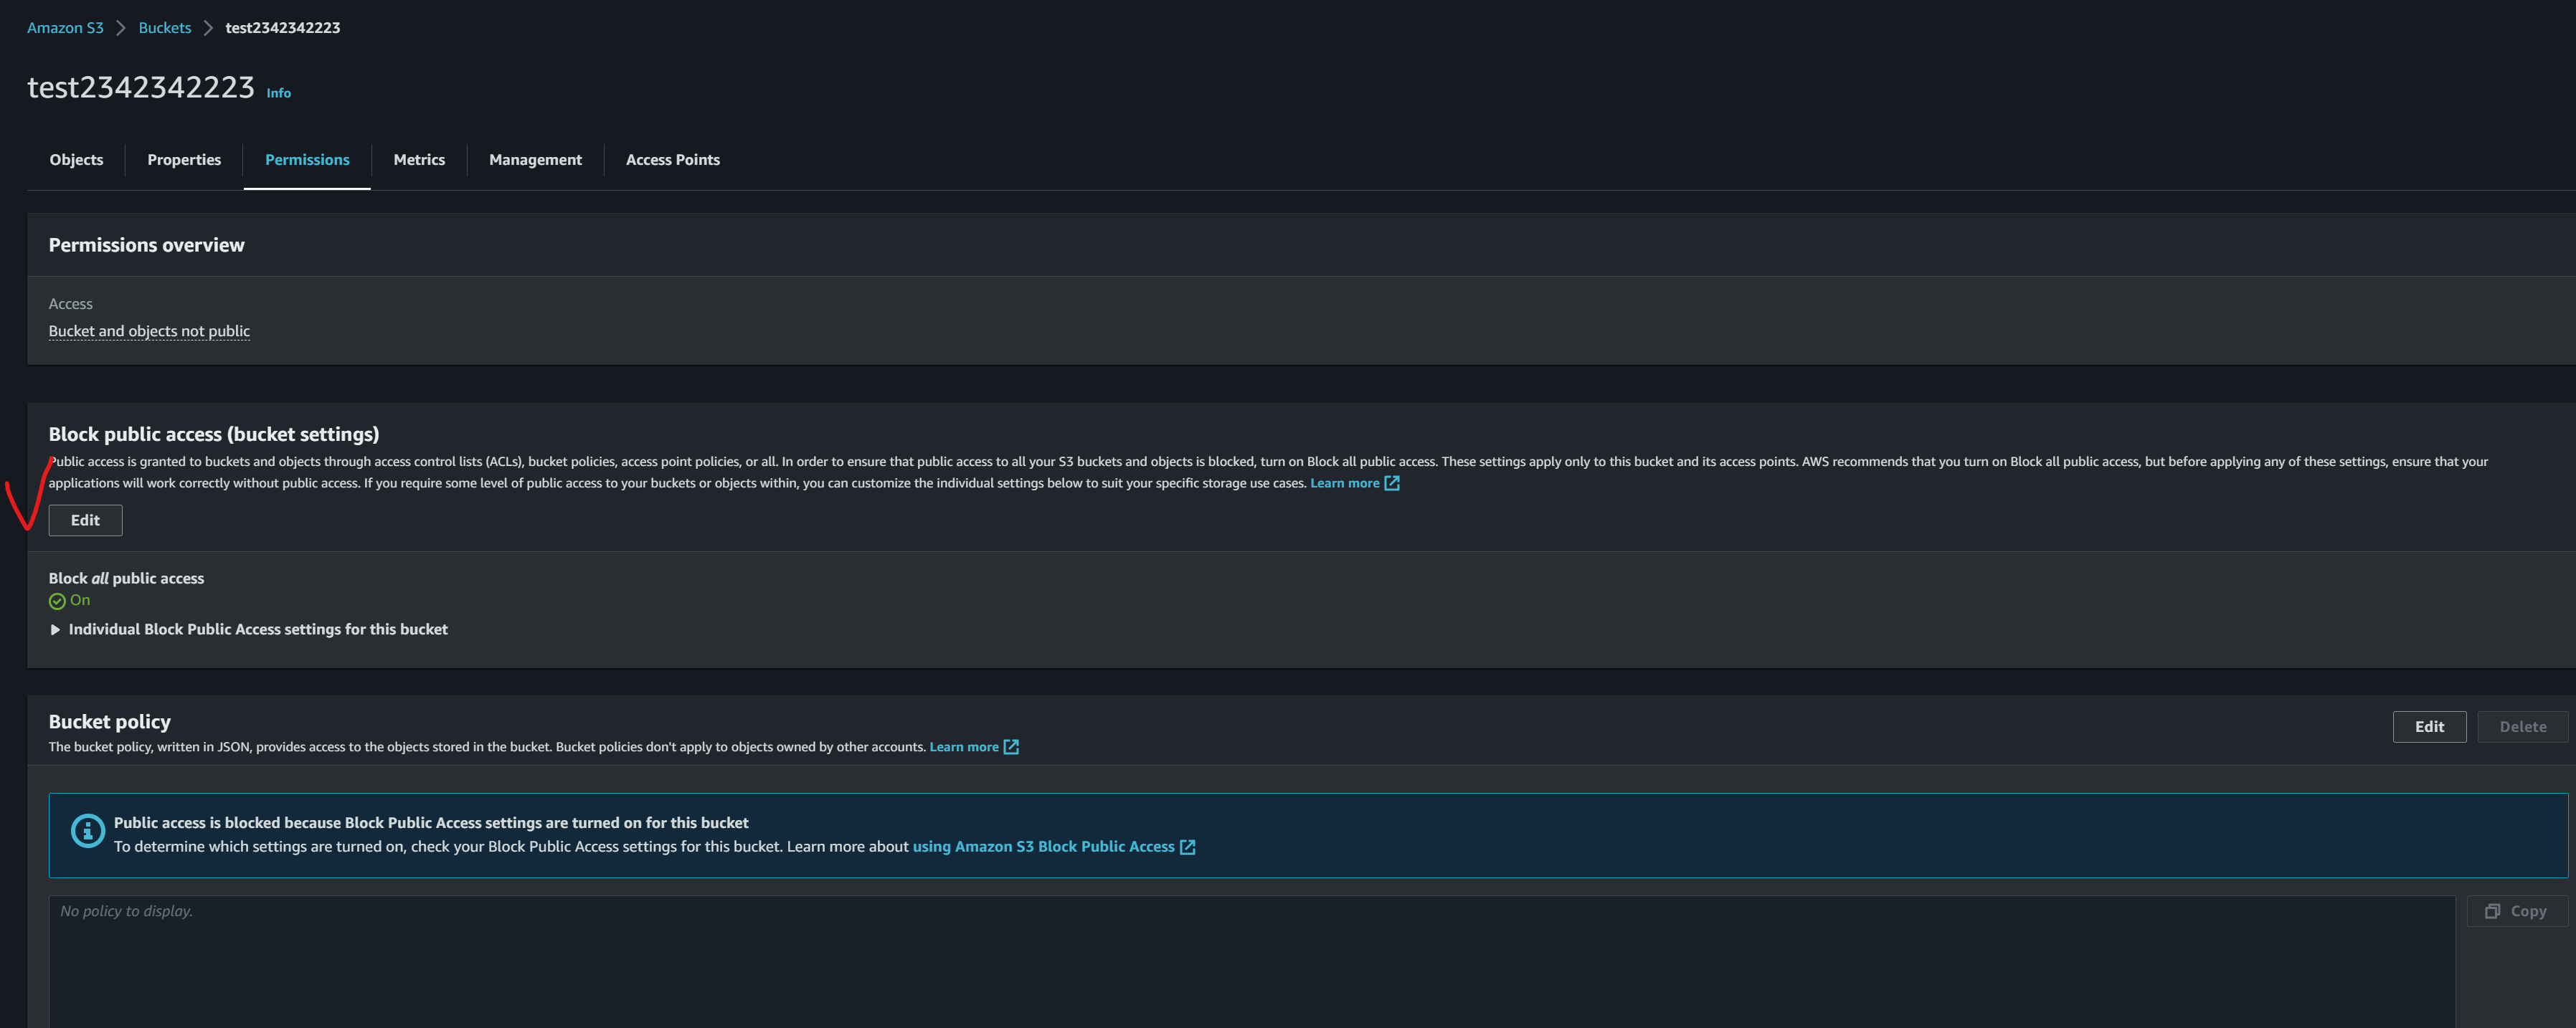 Amazon S3 > Buckets > test2342342223
test2342342223 Info
Objects Properties Permissions Metrics Management Access Points
Permissions overview
Access
Bucket and objects not public
Block public access (bucket settings)
Public access is granted to buckets and objects through access control lists (ACLs), bucket policies, access point policies, or all. In order to ensure that public access to all your S3 buckets and objects is blocked, turn on Block all public access. These settings apply only to this bucket and its access points. AWS recommends that you turn on Block all public access, but before applying any of these settings, ensure that your
applications will work correctly without public access. If you require some level of public access to your buckets or objects within, you can customize the individual settings below to suit your specific storage use cases. Learn more
Edit
Block all public access
On
Individual Block Public Access settings for this bucket
Bucket policy
Edit Delete
The bucket policy, written in JSON, provides access to the objects stored in the bucket. Bucket policies don't apply to objects owned by other accounts. Learn more
Public access is blocked because Block Public Access settings are turned on for this bucket
To determine which settings are turned on, check your Block Public Access settings for this bucket. Learn more about using Amazon S3 Block Public Access
No policy to display.
Copy